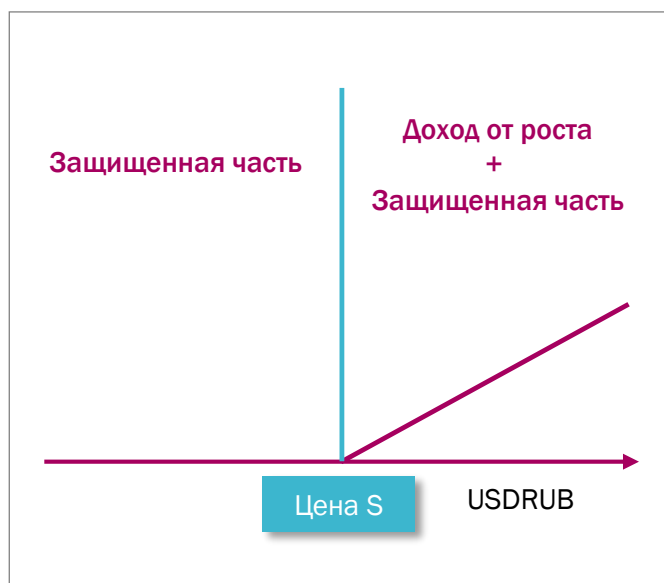 Защищенная часть
Доход от роста
+
Защищенная часть
Цена S
USDRUB